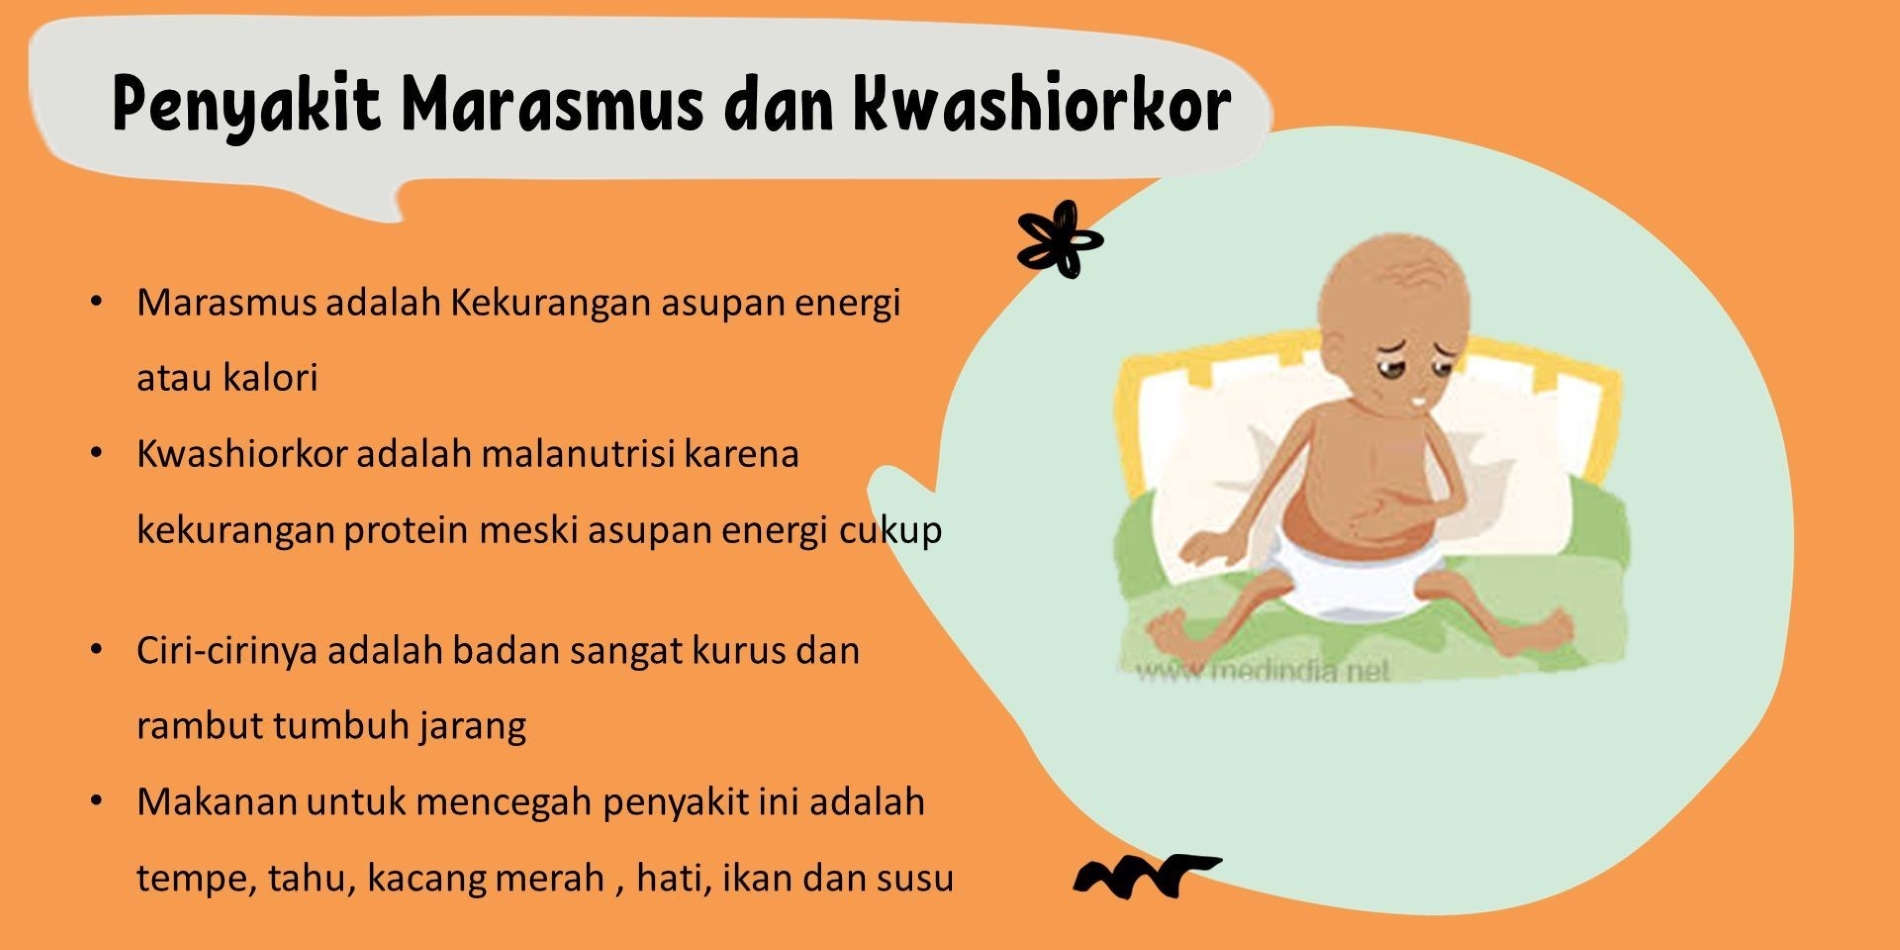 Penyakit Marasmus dan Kwashiorkor
• Marasmus adalah Kekurangan asupan energi
atau kalori
• Kwashiorkor adalah malanutrisi karena
kekurangan protein meski asupan energi cukup
• Ciri-cirinya adalah badan sangat kurus dan
rambut tumbuh jarang
• Makanan untuk mencegah penyakit ini adalah
tempe, tahu, kacang merah , hati, ikan dan susu
www medindia net